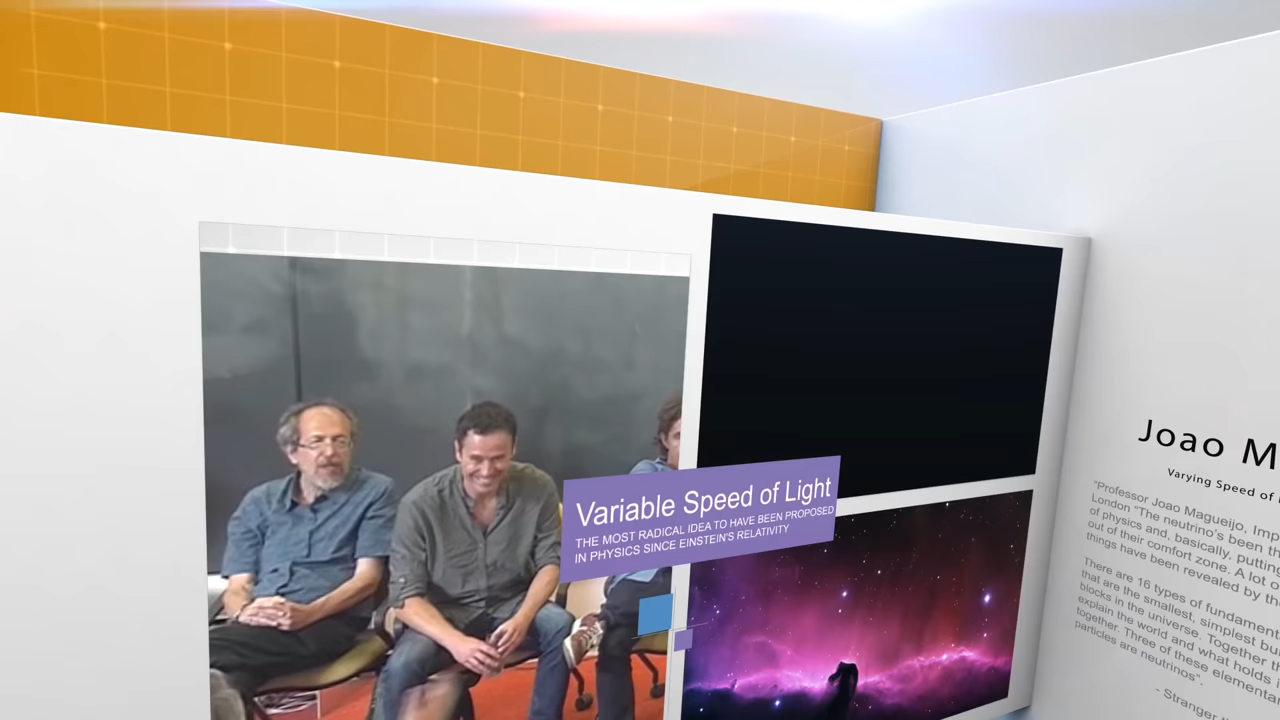 Variable Speed of Light
THE MOST RADICAL IDEA TO HAVE BEEN PROPOSED
IN PHYSICS SINCE EINSTEIN'S RELATIVITY
Joao M
Varying Speed of
"Professor Joao Magueijo, Imp
London "The neutrino's been th
of physics and, basically, putting
out of their comfort zone. A lot o
things have been revealed by th
There are 16 types of fundament
that are the smallest, simplest bu
blocks in the universe. Together th
explain the world and what holds i
together. Three of these elementa
particles are neutrinos".
- Stranger t